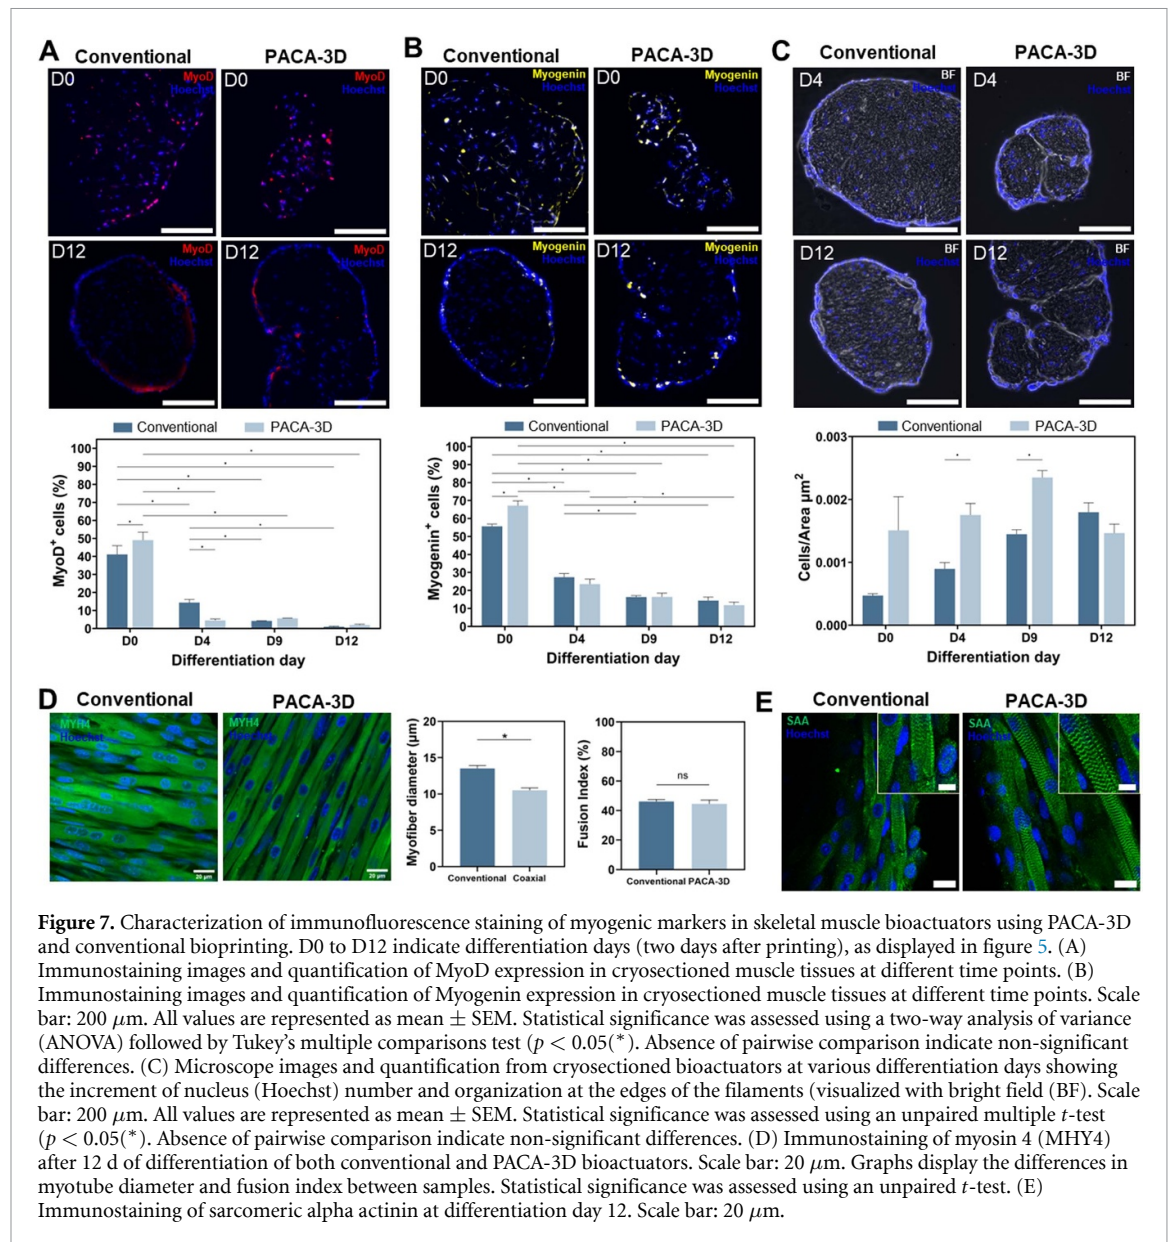 A
Conventional
PACA-3D
D0
MyoD
Hoechst
D0
MyoD
Hoechst
D12
MyoD
Hoechst
D12
MyoD
Hoechst
Conventional
PACA-3D
MyoD+ cells (%)
100
90
80
70
60
50
40
30
20
10
0
* * * * * * * * * * *
D0 D4 D9 D12
Differentiation day
B
Conventional
PACA-3D
D0
Myogenin
Hoechst
D0
Myogenin
Hoechst
D12
Myogenin
Hoechst
D12
Myogenin
Hoechst
Conventional
PACA-3D
Myogenin+ cells (%)
100
90
80
70
60
50
40
30
20
10
0
D0 D4 D9 D12
Differentiation day
C
Conventional
PACA-3D
D4
BF
Hoechst
D4
BF
Hoechst
D12
BF
Hoechst
D12
BF
Hoechst
Conventional
PACA-3D
Cells/Area μm2
0.003
0.002
0.001
0.000
* *
D0 D4 D9 D12
Differentiation day
D
Conventional
PACA-3D
MYH4
Hoechst
20 μm
MYH4
Hoechst
20 μm
Myofiber diameter (μm)
20
15
10
5
0
*
Conventional Coaxial
Fusion Index (%)
100
80
60
40
20
0
ns
Conventional PACA-3D
E
Conventional
PACA-3D
SAA
Hoechst
SAA
Hoechst
Figure 7. Characterization of immunofluorescence staining of myogenic markers in skeletal muscle bioactuators using PACA-3D
and conventional bioprinting. D0 to D12 indicate differentiation days (two days after printing), as displayed in figure 5. (A)
Immunostaining images and quantification of MyoD expression in cryosectioned muscle tissues at different time points. (B)
Immunostaining images and quantification of Myogenin expression in cryosectioned muscle tissues at different time points. Scale
bar: 200 μm. All values are represented as mean ± SEM. Statistical significance was assessed using a two-way analysis of variance
(ANOVA) followed by Tukey's multiple comparisons test (p < 0.05(*). Absence of pairwise comparison indicate non-significant
differences. (C) Microscope images and quantification from cryosectioned bioactuators at various differentiation days showing
the increment of nucleus (Hoechst) number and organization at the edges of the filaments (visualized with bright field (BF). Scale
bar: 200 μm. All values are represented as mean ± SEM. Statistical significance was assessed using an unpaired multiple t-test
(p < 0.05(*). Absence of pairwise comparison indicate non-significant differences. (D) Immunostaining of myosin 4 (MHY4)
after 12 d of differentiation of both conventional and PACA-3D bioactuators. Scale bar: 20 μm. Graphs display the differences in
myotube diameter and fusion index between samples. Statistical significance was assessed using an unpaired t-test. (E)
Immunostaining of sarcomeric alpha actinin at differentiation day 12. Scale bar: 20 μm.